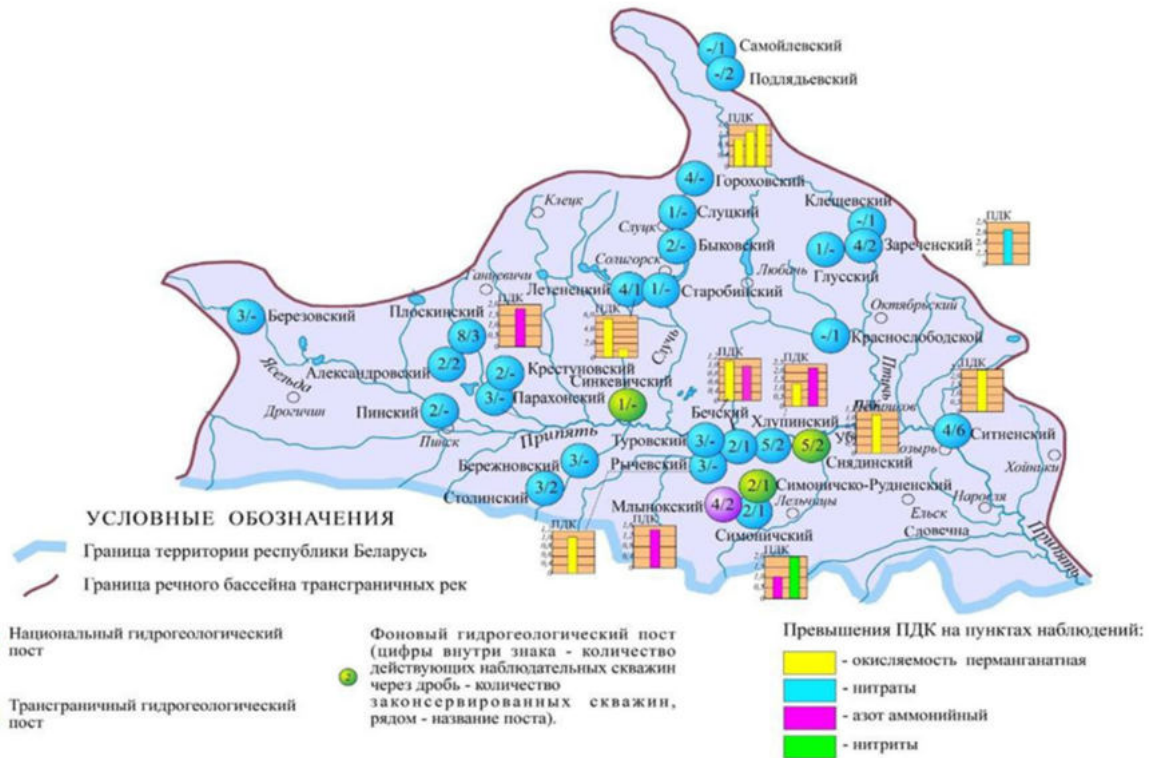 -/1 Самойлевский
-/2 Подлядьевский
ПДК
4/- Гороховский
Клецк
1/- Слуцкий
Слуцк
Клещевский
-/1
ПДК
2/- Быковский
1/- 4/2 Зареченский
Глусский
Солигорск
Любань
Ганцевичи
Летенецкий 4/1 1/- Старобинский
ПДК
ПДК
Октябрьский
3/- Березовский
Плоскинский
8/3
-/1 Краснослободской
Случь
Птичь
Ясельда
Александровский 2/2
2/- Крестуновский
Синкевичский
ПДК
ПДК
ПДК
Дрогичин
3/- Парахонский
1/-
Пинский 2/-
Пинск
Припять
Бечский
Хлупинский
4/6 Ситненский
Туровский 3/- 2/1 5/2 5/2
Снядинский
Хойники
Бережновский 3/-
Рычевский 3/-
Столинский 3/2
2/1 Симоничско-Рудненский
Млынокский 4/2 2/1
Лельчицы
Ельск
Наровля
Словечна
Симоничский
Припять
ПДК
ПДК
ПДК
УСЛОВНЫЕ ОБОЗНАЧЕНИЯ
Граница территории республики Беларусь
Граница речного бассейна трансграничных рек
Национальный гидрогеологический
пост
Трансграничный гидрогеологический
пост
Фоновый гидрогеологический пост
(цифры внутри знака - количество
действующих наблюдательных скважин
через дробь - количество
законсервированных скважин,
рядом - название поста).
Превышения ПДК на пунктах наблюдений:
- окисляемость перманганатная
- нитраты
- азот аммонийный
- нитриты